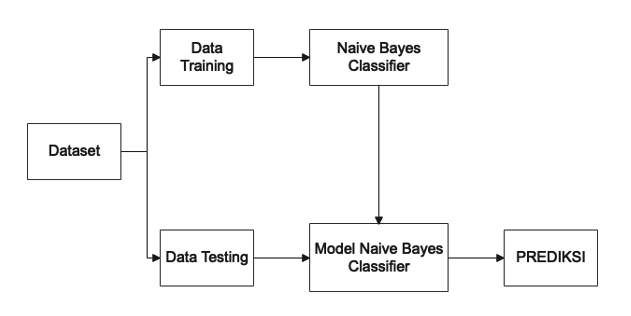 Data
Training
Naive Bayes
Classifier
Dataset
Data Testing
Model Naive Bayes
Classifier
PREDIKSI